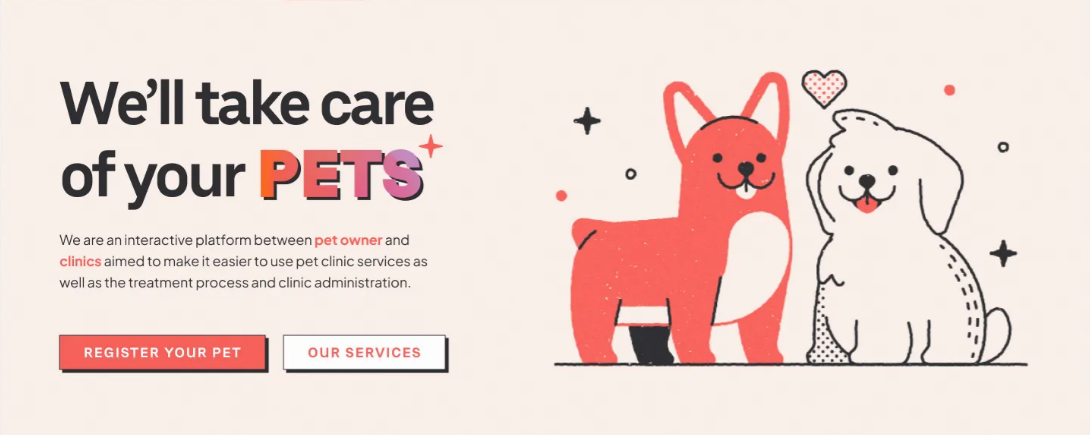 We'll take care
of your PETS
We are an interactive platform between pet owner and
clinics aimed to make it easier to use pet clinic services as
well as the treatment process and clinic administration.
REGISTER YOUR PET
OUR SERVICES